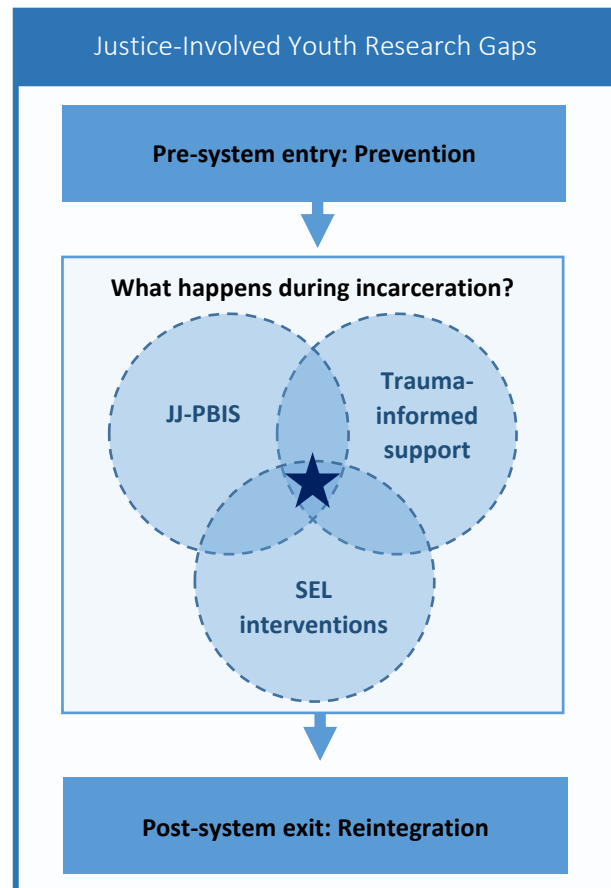 Justice-Involved Youth Research Gaps
Pre-system entry: Prevention
What happens during incarceration?
JJ-PBIS
Trauma-
informed
support
SEL
interventions
Post-system exit: Reintegration